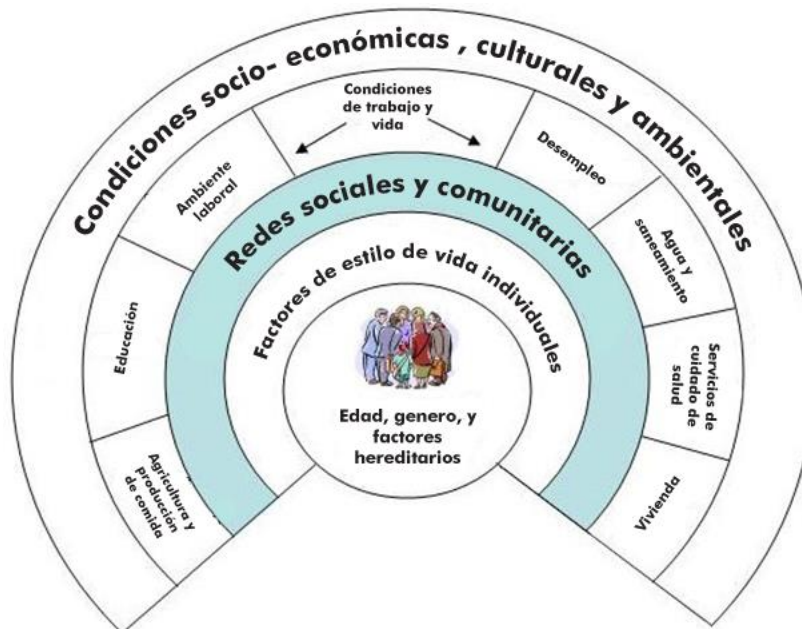 Condiciones socio- económicas , culturales y ambientales
Condiciones
de trabajo y
vida
Ambiente
laboral
Desempleo
Educación
Agua y
saneamiento
Agricultura y
producción
de comida
Servicios de
cuidado de
salud
Vivienda
Redes sociales y comunitarias
Factores de estilo de vida individuales
Edad, genero, y
factores
hereditarios